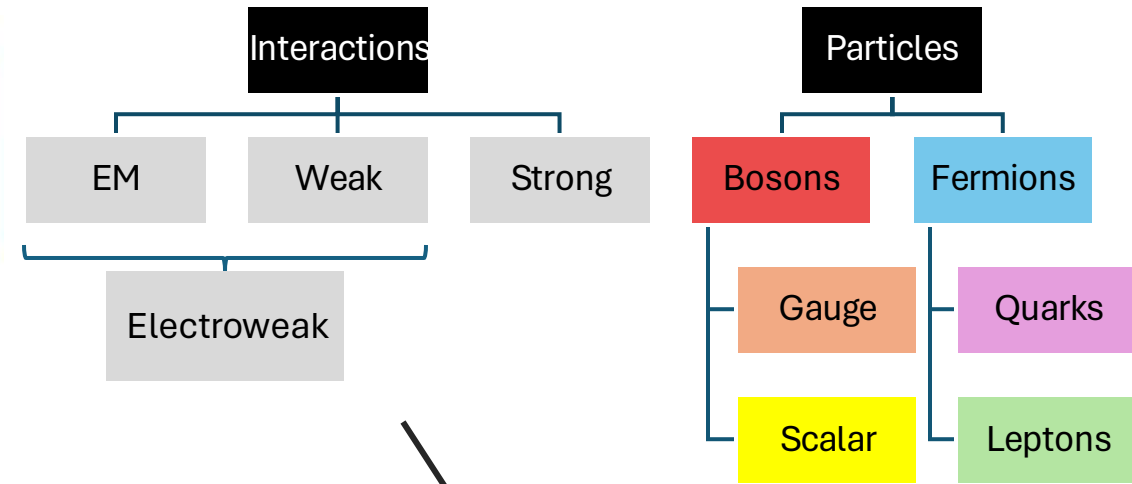 Interactions
Particles
EM
Weak
Strong
Bosons
Fermions
Electroweak
Gauge
Quarks
Scalar
Leptons